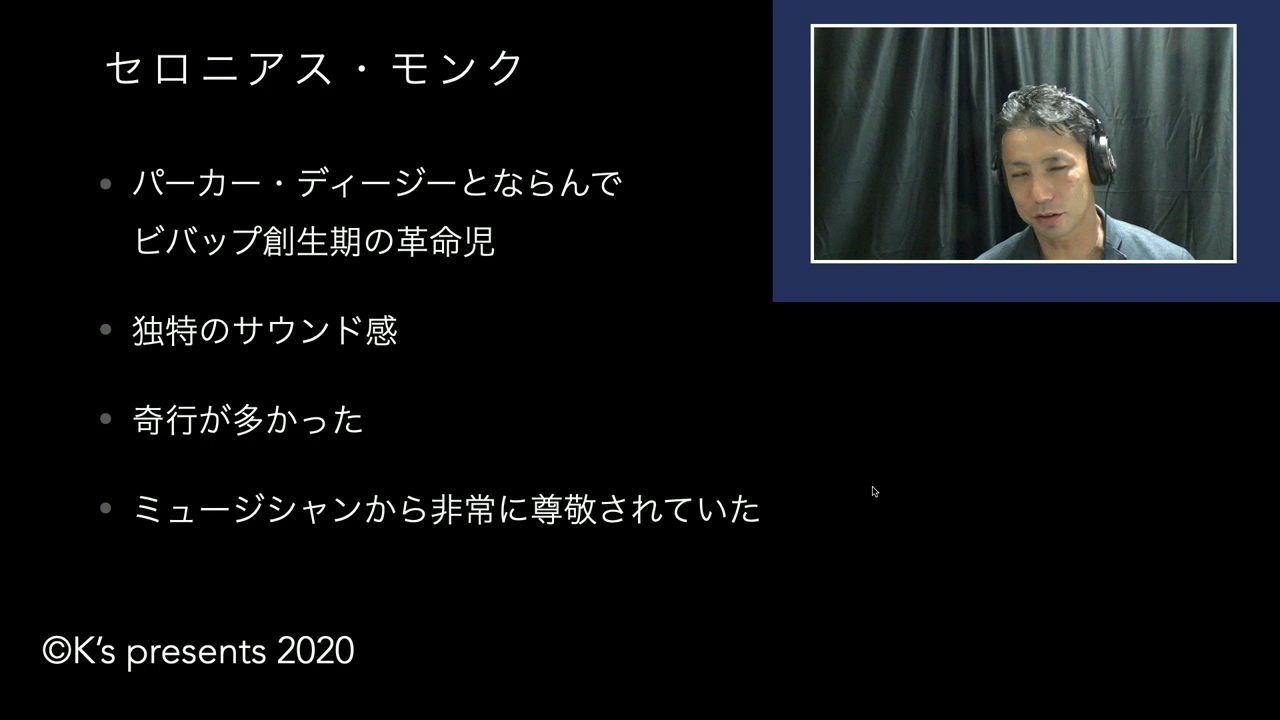 セロニアス・モンク
• パーカー・ディージーとならんで
ビバップ創生期の革命児
• 独特のサウンド感
• 奇行が多かった
• ミュージシャンから非常に尊敬されていた
©K’s presents 2020